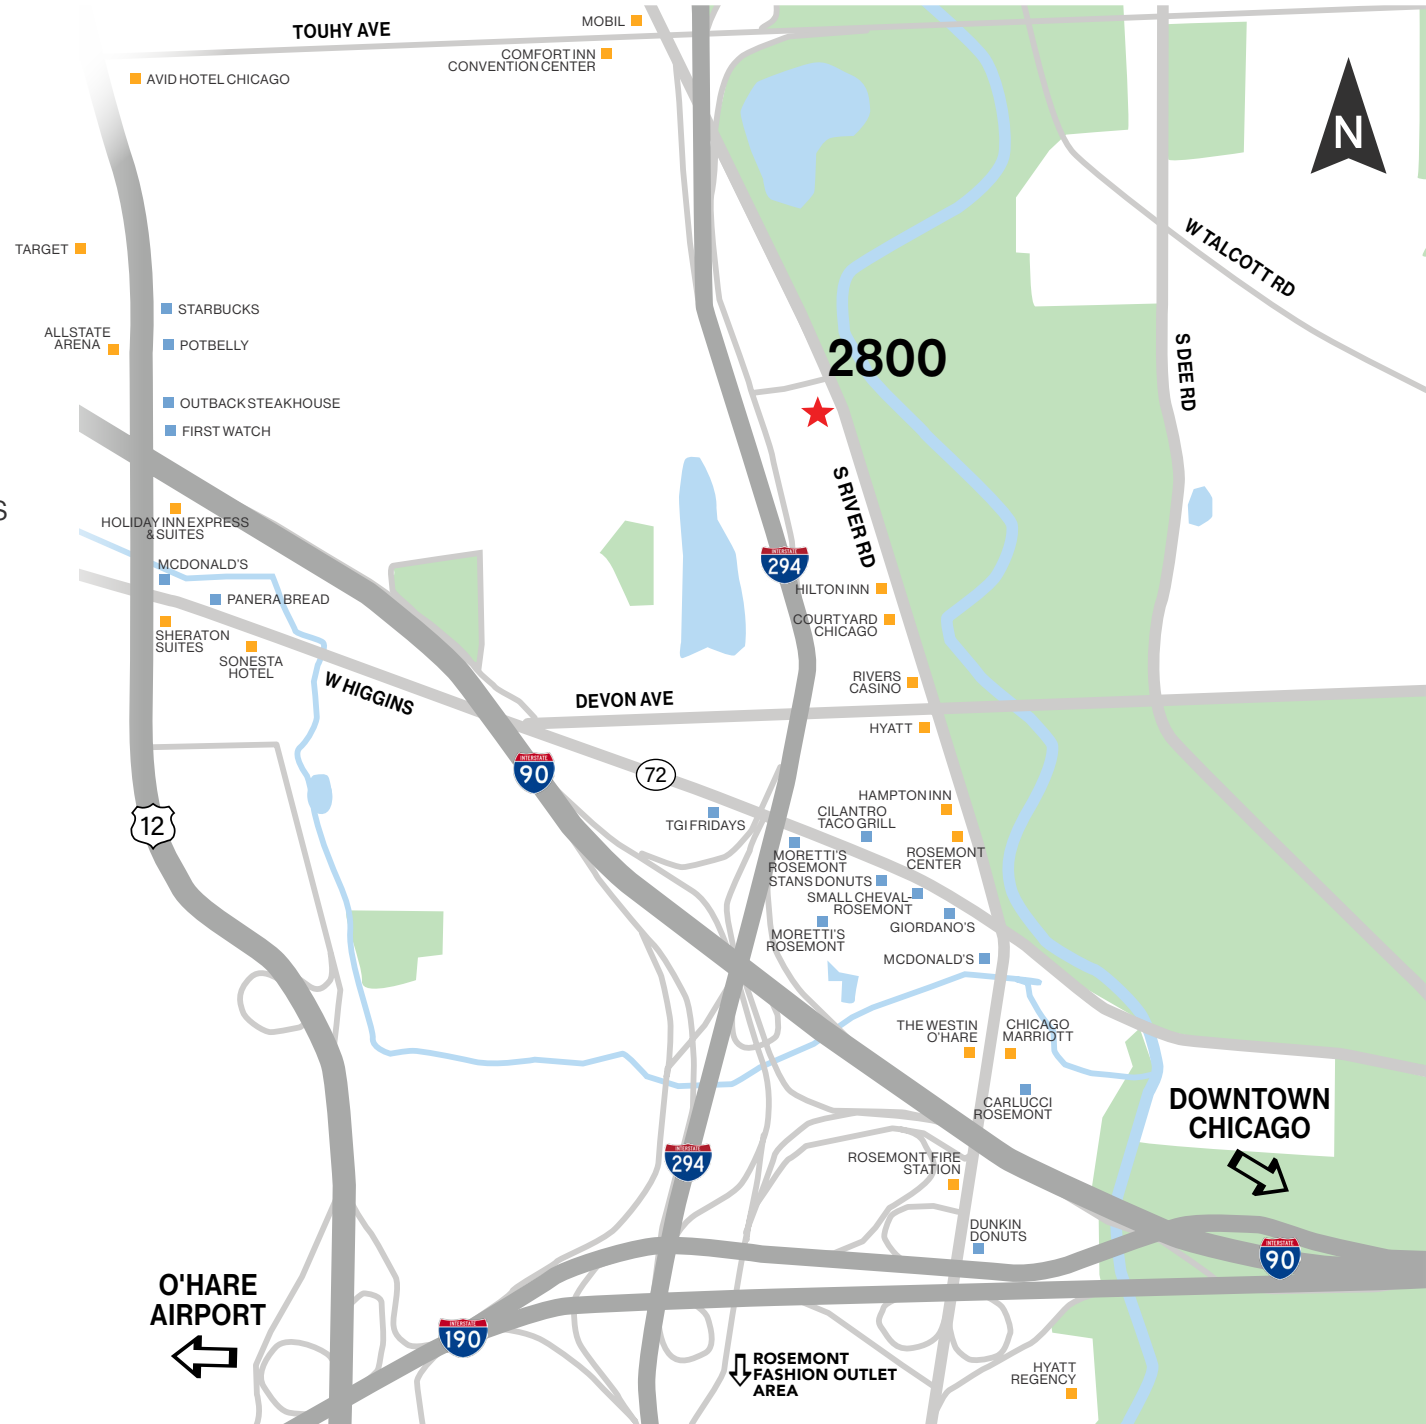 MOBIL
TOUHY AVE
COMFORT INN
CONVENTION CENTER
AVID HOTEL CHICAGO
N
TARGET
W TALCOTT RD
STARBUCKS
ALLSTATE
ARENA
POTBELLY
2800
S DEE RD
OUTBACK STEAKHOUSE
FIRST WATCH
S RIVER RD
S
HOLIDAY INN EXPRESS
& SUITES
INTERSTATE
294
MCDONALD'S
HILTON INN
PANERA BREAD
COURTYARD
CHICAGO
SHERATON
SUITES
SONESTA
HOTEL
W HIGGINS
RIVERS
CASINO
DEVON AVE
HYATT
INTERSTATE
90
72
12
HAMPTON INN
CILANTRO
TACO GRILL
TGI FRIDAYS
ROSEMONT
CENTER
MORETTI'S
ROSEMONT
STANS DONUTS
SMALL CHEVAL-
ROSEMONT
GIORDANO'S
MORETTI'S
ROSEMONT
MCDONALD'S
THE WESTIN
O'HARE
CHICAGO
MARRIOTT
CARLUCCI
ROSEMONT
DOWNTOWN
CHICAGO
INTERSTATE
294
ROSEMONT FIRE
STATION
DUNKIN
DONUTS
INTERSTATE
90
O'HARE
AIRPORT
INTERSTATE
190
ROSEMONT
FASHION OUTLET
AREA
HYATT
REGENCY